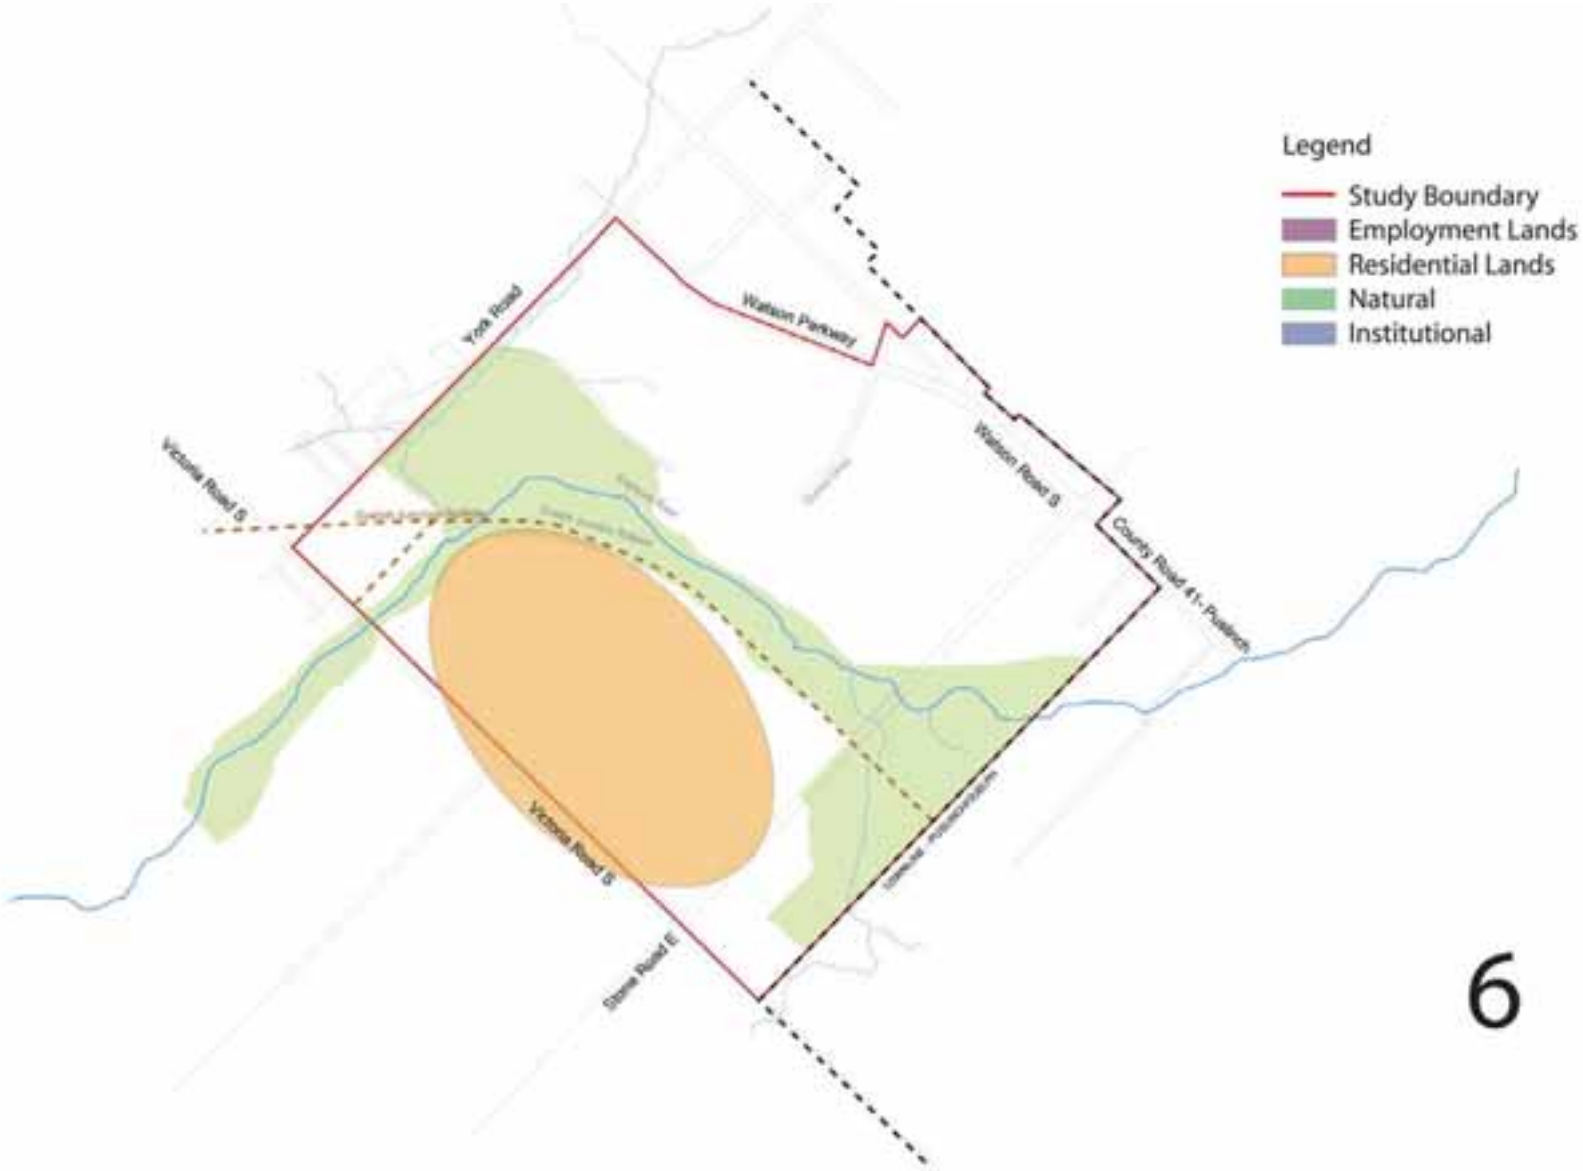 Legend
Study Boundary
Employment Lands
Residential Lands
Natural
Institutional
York Road
Watson Parkway
Victoria Road S
Watson Road S
County Road 41- Puslinch
Victoria Road S
Stone Road E
6